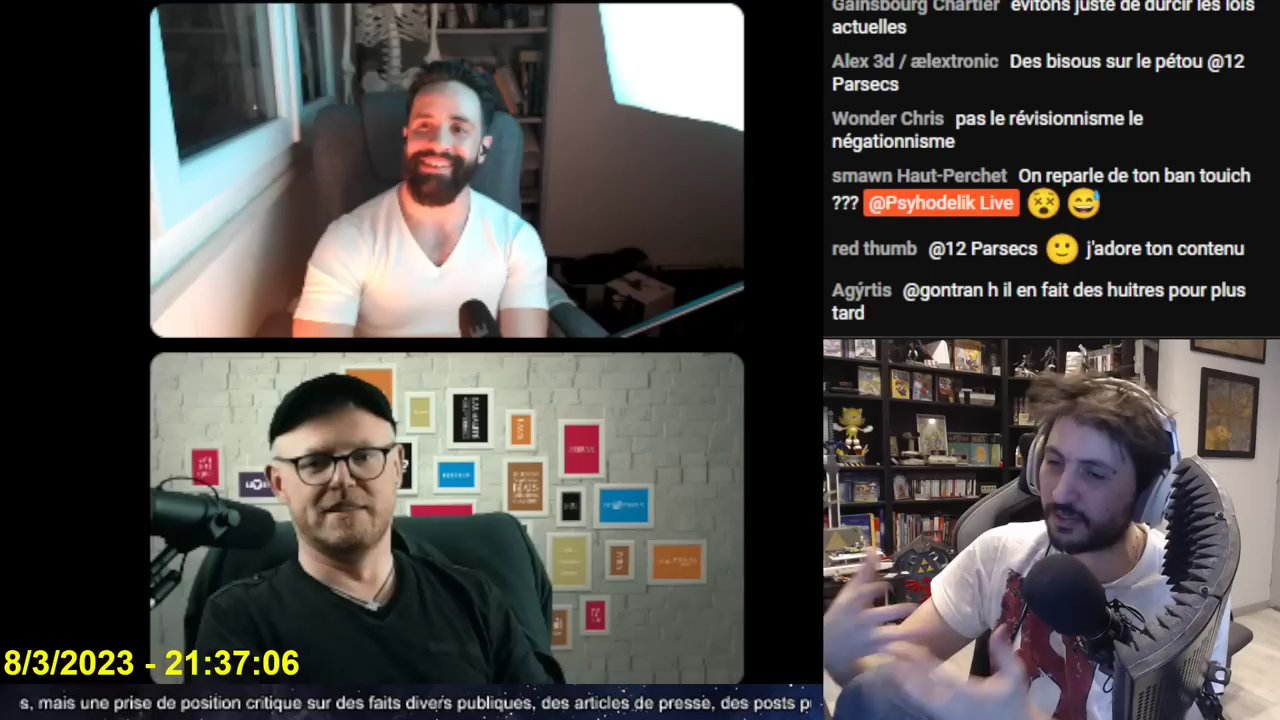 Gainsbourg Chartier évitons juste de durcir les lois
actuelles
Alex 3d / ælextronic Des bisous sur le pétou @12
Parsecs
Wonder Chris pas le révisionnisme le
négationnisme
smawn Haut-Perchet On reparle de ton ban touich
??? @Psyhodelik Live
red thumb @12 Parsecs j'adore ton contenu
Agýrtis @gontran h il en fait des huitres pour plus
tard
8/3/2023 - 21:37:06
s, mais une prise de position critique sur des faits divers publiques, des articles de presse, des posts